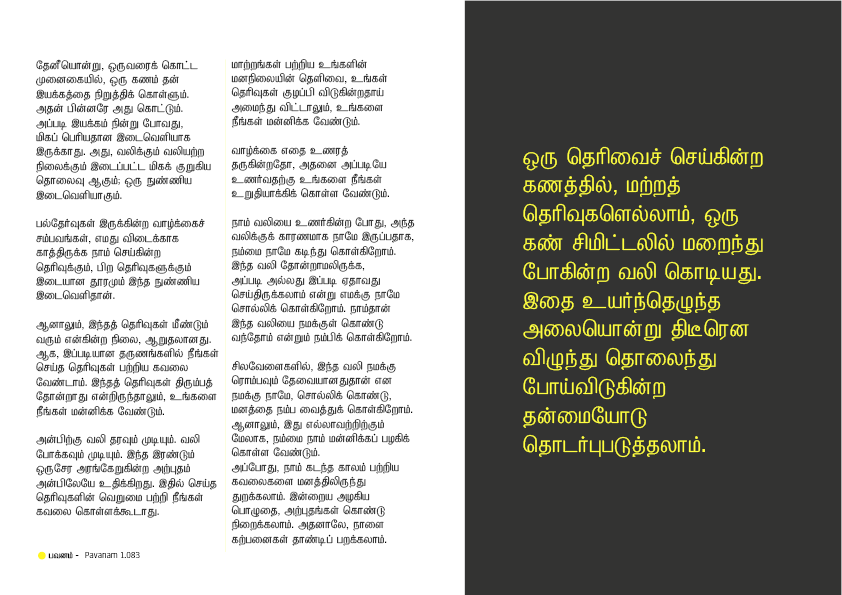 தேனீயொன்று, ஒருவரைக் கொட்ட
முனைகையில், ஒரு கணம் தன்
இயக்கத்தை நிறுத்திக் கொள்ளும்.
அதன் பின்னரே அது கொட்டும்.
அப்படி இயக்கம் நின்று போவது,
மிகப் பெரியதான இடைவெளியாக
இருக்காது. அது, வலிக்கும் வலியற்ற
நிலைக்கும் இடைப்பட்ட மிகக் குறுகிய
தொலைவு ஆகும்; ஒரு நுண்ணிய
இடைவெளியாகும்.
பல்தேர்வுகள் இருக்கின்ற வாழ்க்கைச்
சம்பவங்கள், எமது விடைக்காக
காத்திருக்க நாம் செய்கின்ற
தெரிவுக்கும், பிற தெரிவுகளுக்கும்
இடையான தூரமும் இந்த நுண்ணிய
இடைவெளிதான்.
ஆனாலும், இந்தத் தெரிவுகள் மீண்டும்
வரும் என்கின்ற நிலை, ஆறுதலானது.
ஆக, இப்படியான தருணங்களில் நீங்கள்
செய்த தெரிவுகள் பற்றிய கவலை
வேண்டாம். இந்தத் தெரிவுகள் திரும்பத்
தோன்றாது என்றிருந்தாலும், உங்களை
நீங்கள் மன்னிக்க வேண்டும்.
அன்பிற்கு வலி தரவும் முடியும். வலி
போக்கவும் முடியும். இந்த இரண்டும்
ஒருசேர அரங்கேறுகின்ற அற்புதம்
அன்பிலேயே உதிக்கிறது. இதில் செய்த
தெரிவுகளின் வெறுமை பற்றி நீங்கள்
கவலை கொள்ளக்கூடாது.
மாற்றங்கள் பற்றிய உங்களின்
மனநிலையின் தெளிவை, உங்கள்
தெரிவுகள் குழப்பி விடுகின்றதாய்
அமைந்து விட்டாலும், உங்களை
நீங்கள் மன்னிக்க வேண்டும்.
வாழ்க்கை எதை உணரத்
தருகின்றதோ, அதனை அப்படியே
உணர்வதற்கு உங்களை நீங்கள்
உறுதியாக்கிக் கொள்ள வேண்டும்.
நாம் வலியை உணர்கின்ற போது, அந்த
வலிக்குக் காரணமாக நாமே இருப்பதாக,
நம்மை நாமே கடிந்து கொள்கிறோம்.
இந்த வலி தோன்றாமலிருக்க,
அப்படி அல்லது இப்படி ஏதாவது
செய்திருக்கலாம் என்று எமக்கு நாமே
சொல்லிக் கொள்கிறோம். நாம்தான்
இந்த வலியை நமக்குள் கொண்டு
வந்தோம் என்றும் நம்பிக் கொள்கிறோம்.
சிலவேளைகளில், இந்த வலி நமக்கு
ரொம்பவும் தேவையானதுதான் என
நமக்கு நாமே, சொல்லிக் கொண்டு,
மனத்தை நம்ப வைத்துக் கொள்கிறோம்.
ஆனாலும், இது எல்லாவற்றிற்கும்
மேலாக, நம்மை நாம் மன்னிக்கப் பழகிக்
கொள்ள வேண்டும்.
அப்போது, நாம் கடந்த காலம் பற்றிய
கவலைகளை மனத்திலிருந்து
துறக்கலாம். இன்றைய அழகிய
பொழுதை, அற்புதங்கள் கொண்டு
நிறைக்கலாம். அதனாலே, நாளை
கற்பனைகள் தாண்டிப் பறக்கலாம்.
பவனம் - Pavanam 1.083
ஒரு தெரிவைச் செய்கின்ற
கணத்தில், மற்றத்
தெரிவுகளெல்லாம், ஒரு
கண் சிமிட்டலில் மறைந்து
போகின்ற வலி கொடியது.
இதை உயர்ந்தெழுந்த
அலையொன்று திடீரென
விழுந்து தொலைந்து
போய்விடுகின்ற
தன்மையோடு
தொடர்புபடுத்தலாம்.